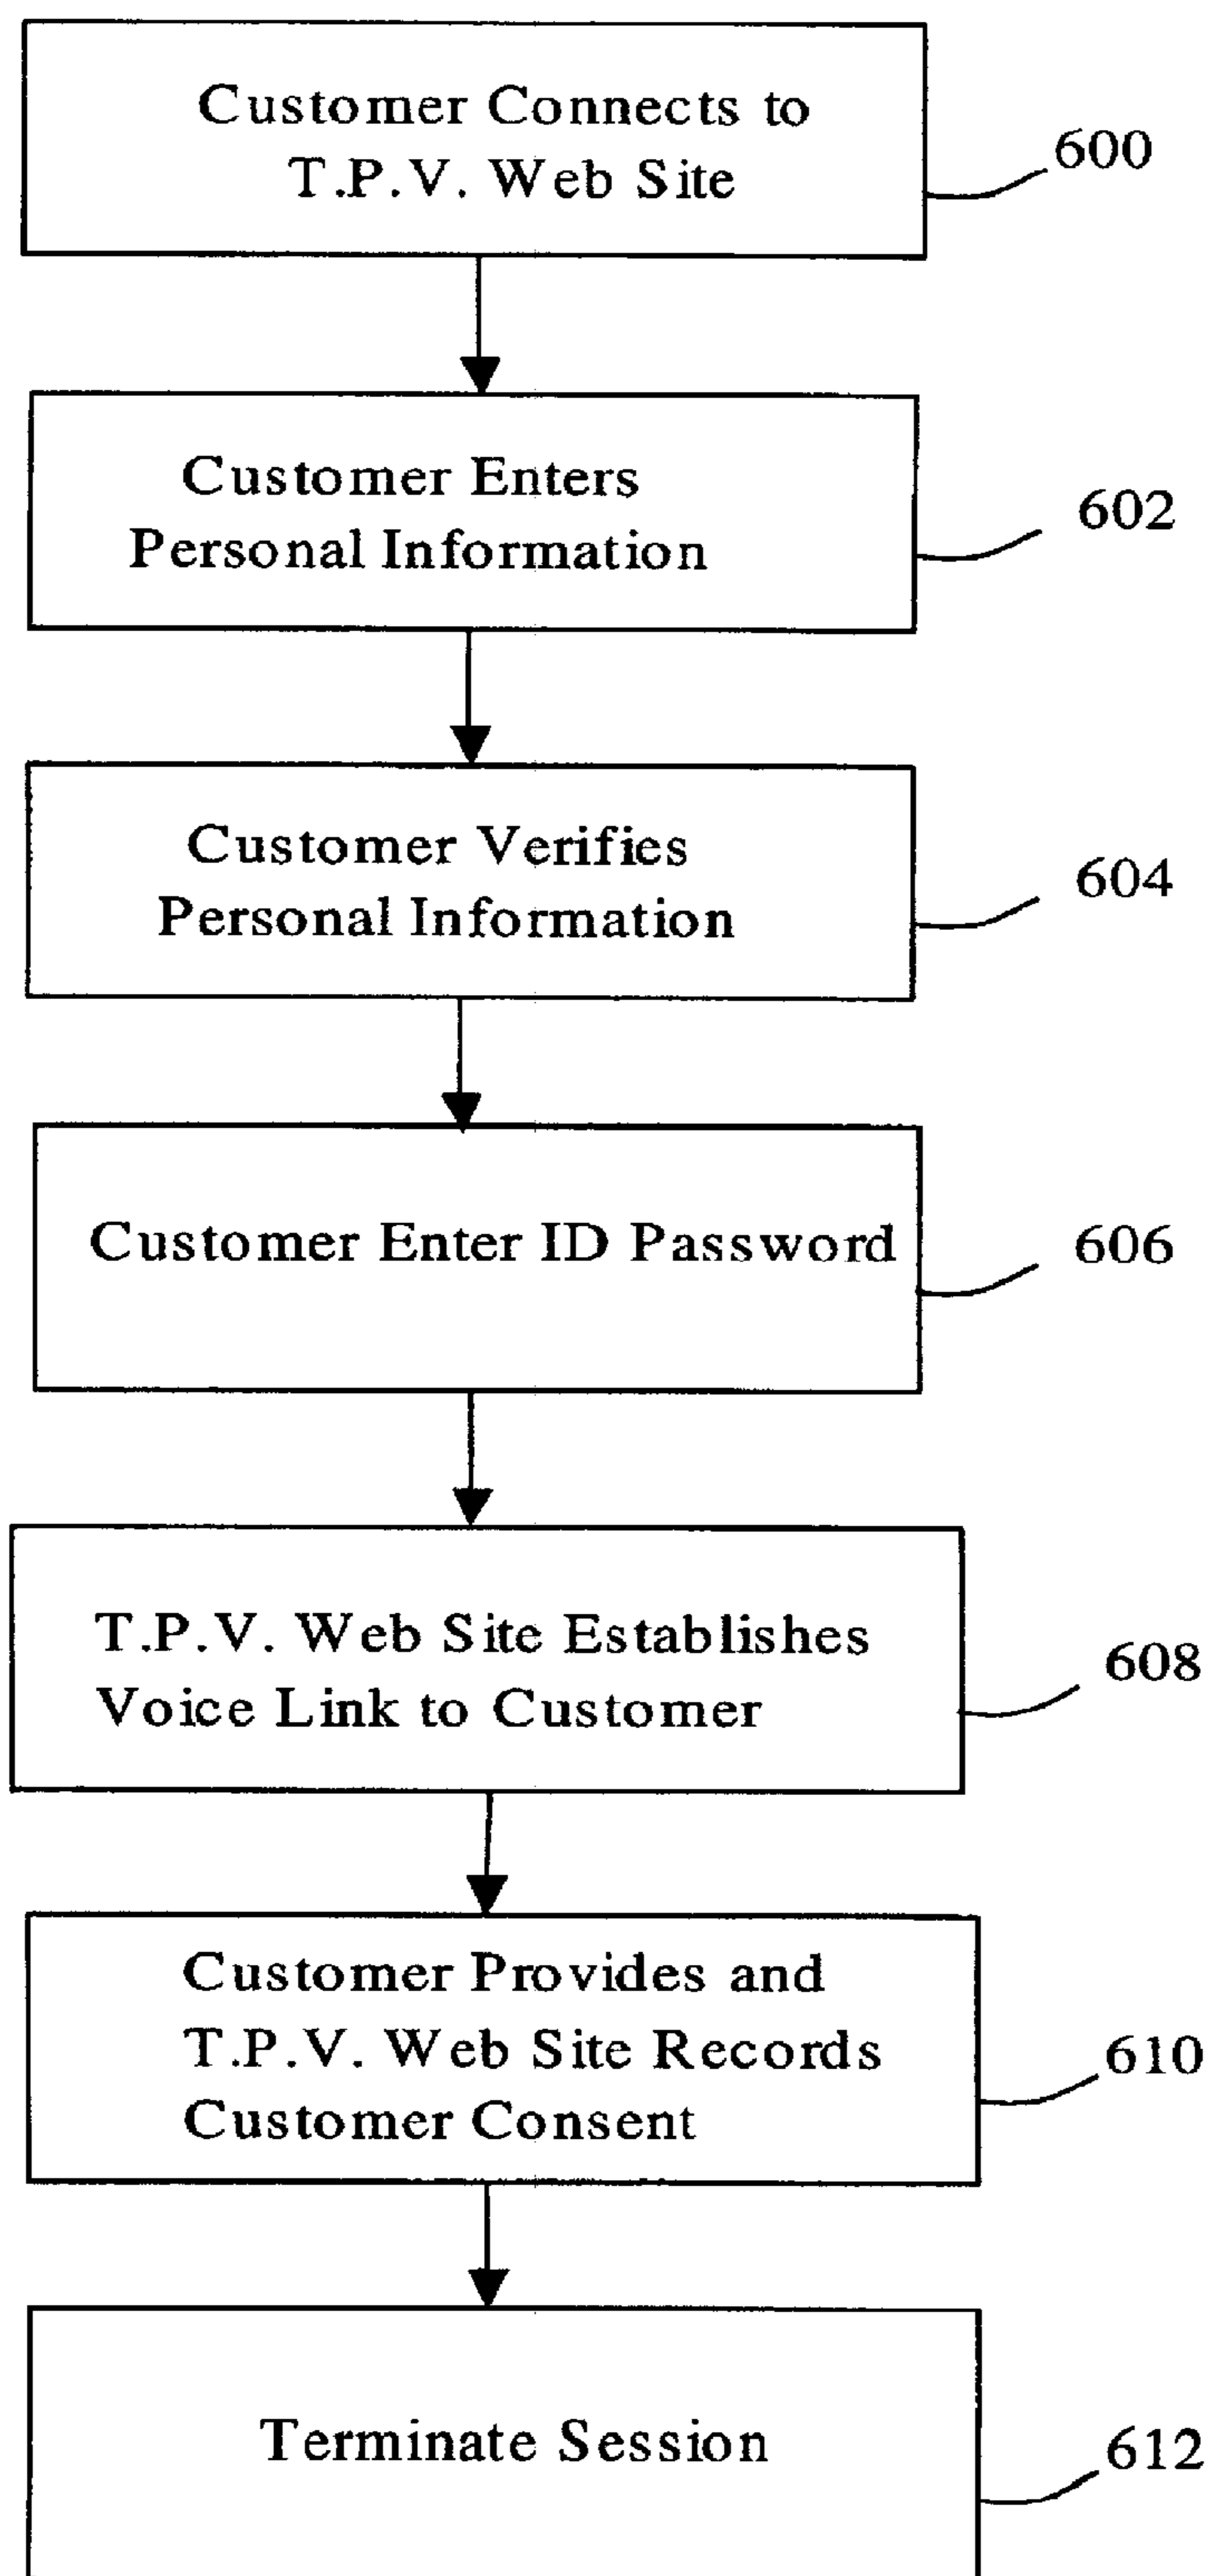 Customer Connects to
T.P.V. Web Site
600
Customer Enters
Personal Information
602
Customer Verifies
Personal Information
604
Customer Enter ID Password
606
T.P.V. Web Site Establishes
Voice Link to Customer
608
Customer Provides and
T.P.V. Web Site Records
Customer Consent
610
Terminate Session
612